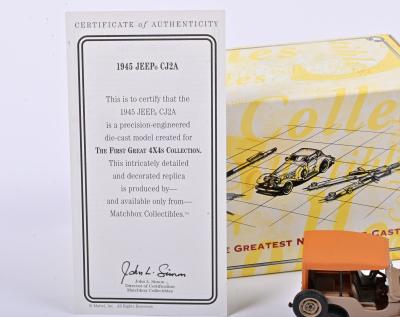 CERTIFICATE of AUTHENTICITY
1945 JEEP® CJ2A
This is to certify that the
1945 JEEP® CJ2A
is a precision-engineered
die-cast model created for
THE FIRST GREAT 4X4S COLLECTION.
This intricately detailed
and decorated replica
is produced by—
and available only from—
Matchbox Collectibles.™
John L. Simon
John L. Simon
Director of Certification
Matchbox Collectibles
© Mattel, Inc. All Rights Reserved.
Colle
E GREATEST N
CAST